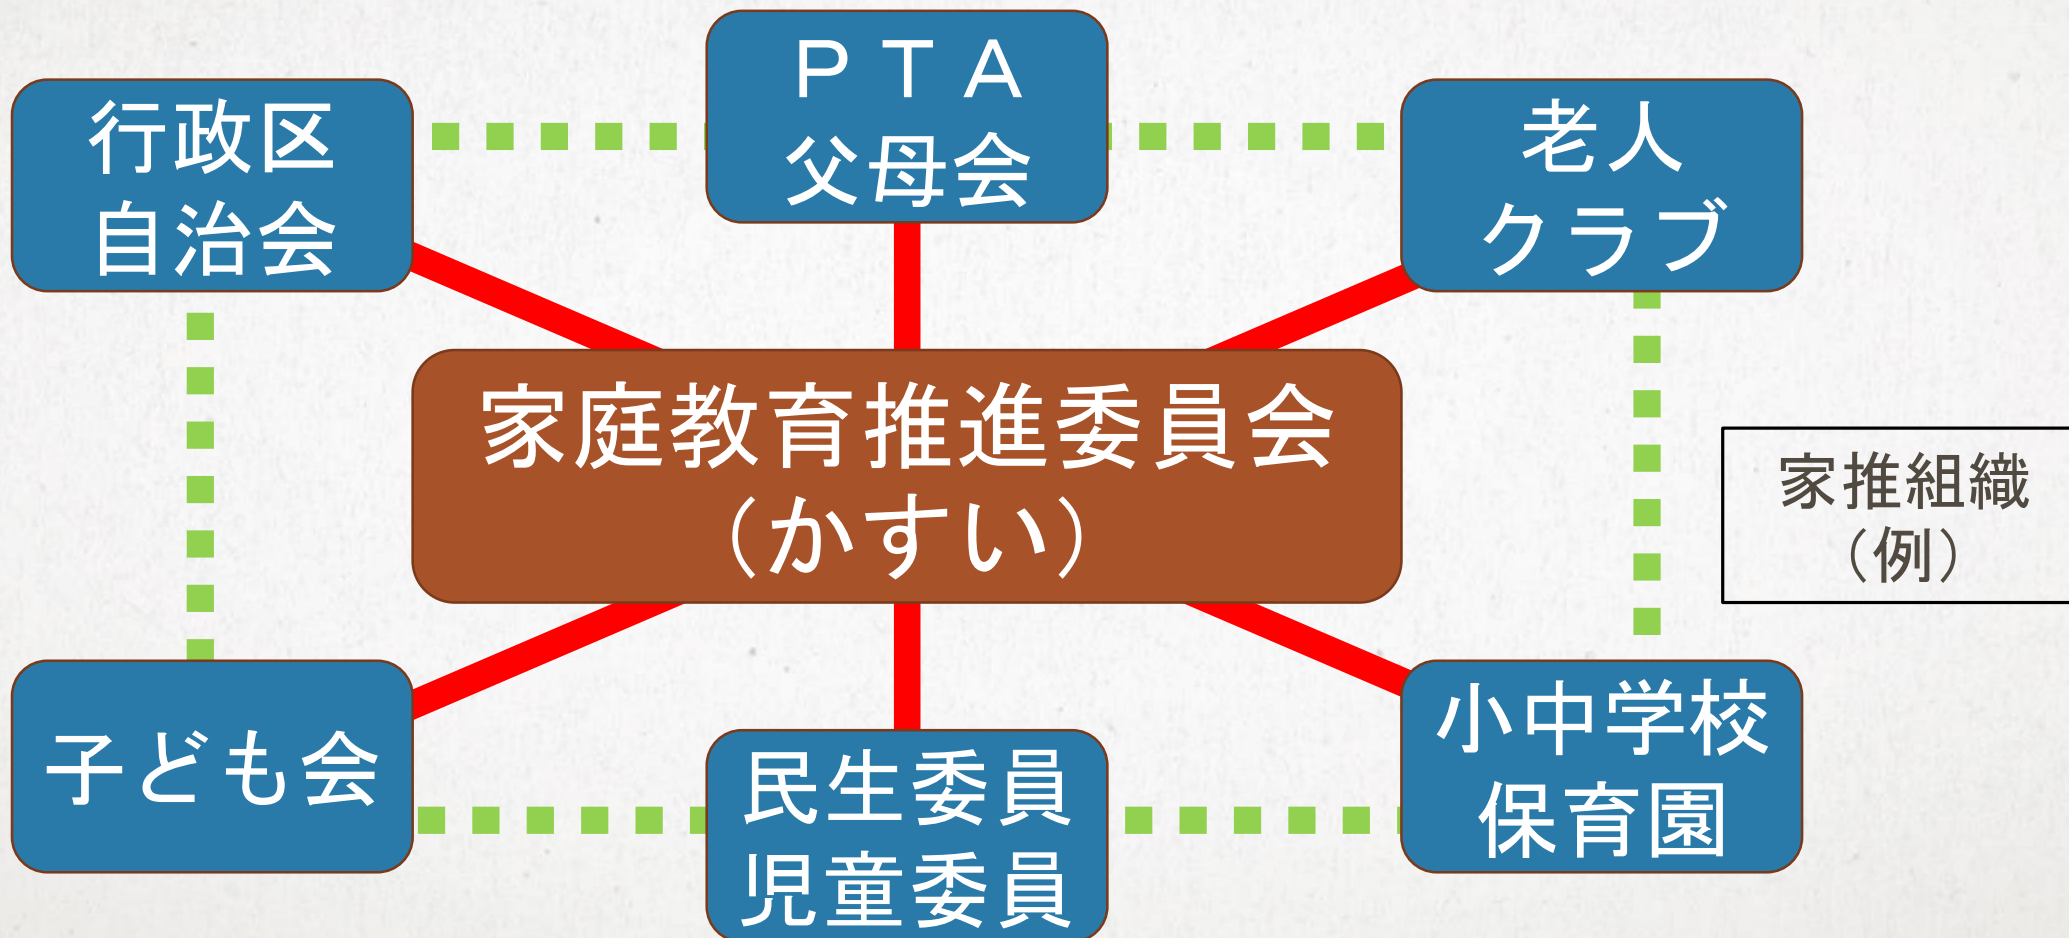 ＰＴＡ
父母会
行政区
自治会
老人
クラブ
家庭教育推進委員会
（かすい）
家推組織
（例）
子ども会
民生委員
児童委員
小中学校
保育園